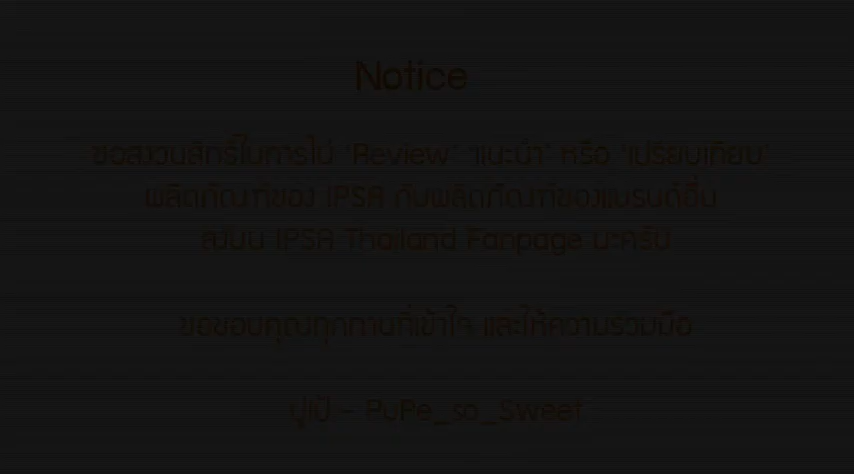 Notice
ขอสงวนสิทธิ์ในการไม่ 'Review' 'แนะนำ' หรือ 'เปรียบเทียบ'
ผลิตภัณฑ์ของ IPSA กับผลิตภัณฑ์ของแบรนด์อื่น
ลงบน IPSA Thailand Fanpage นะครับ
ขอขอบคุณทุกท่านที่เข้าใจ และให้ความร่วมมือ
ปูเป้ - PuPe_so_Sweet